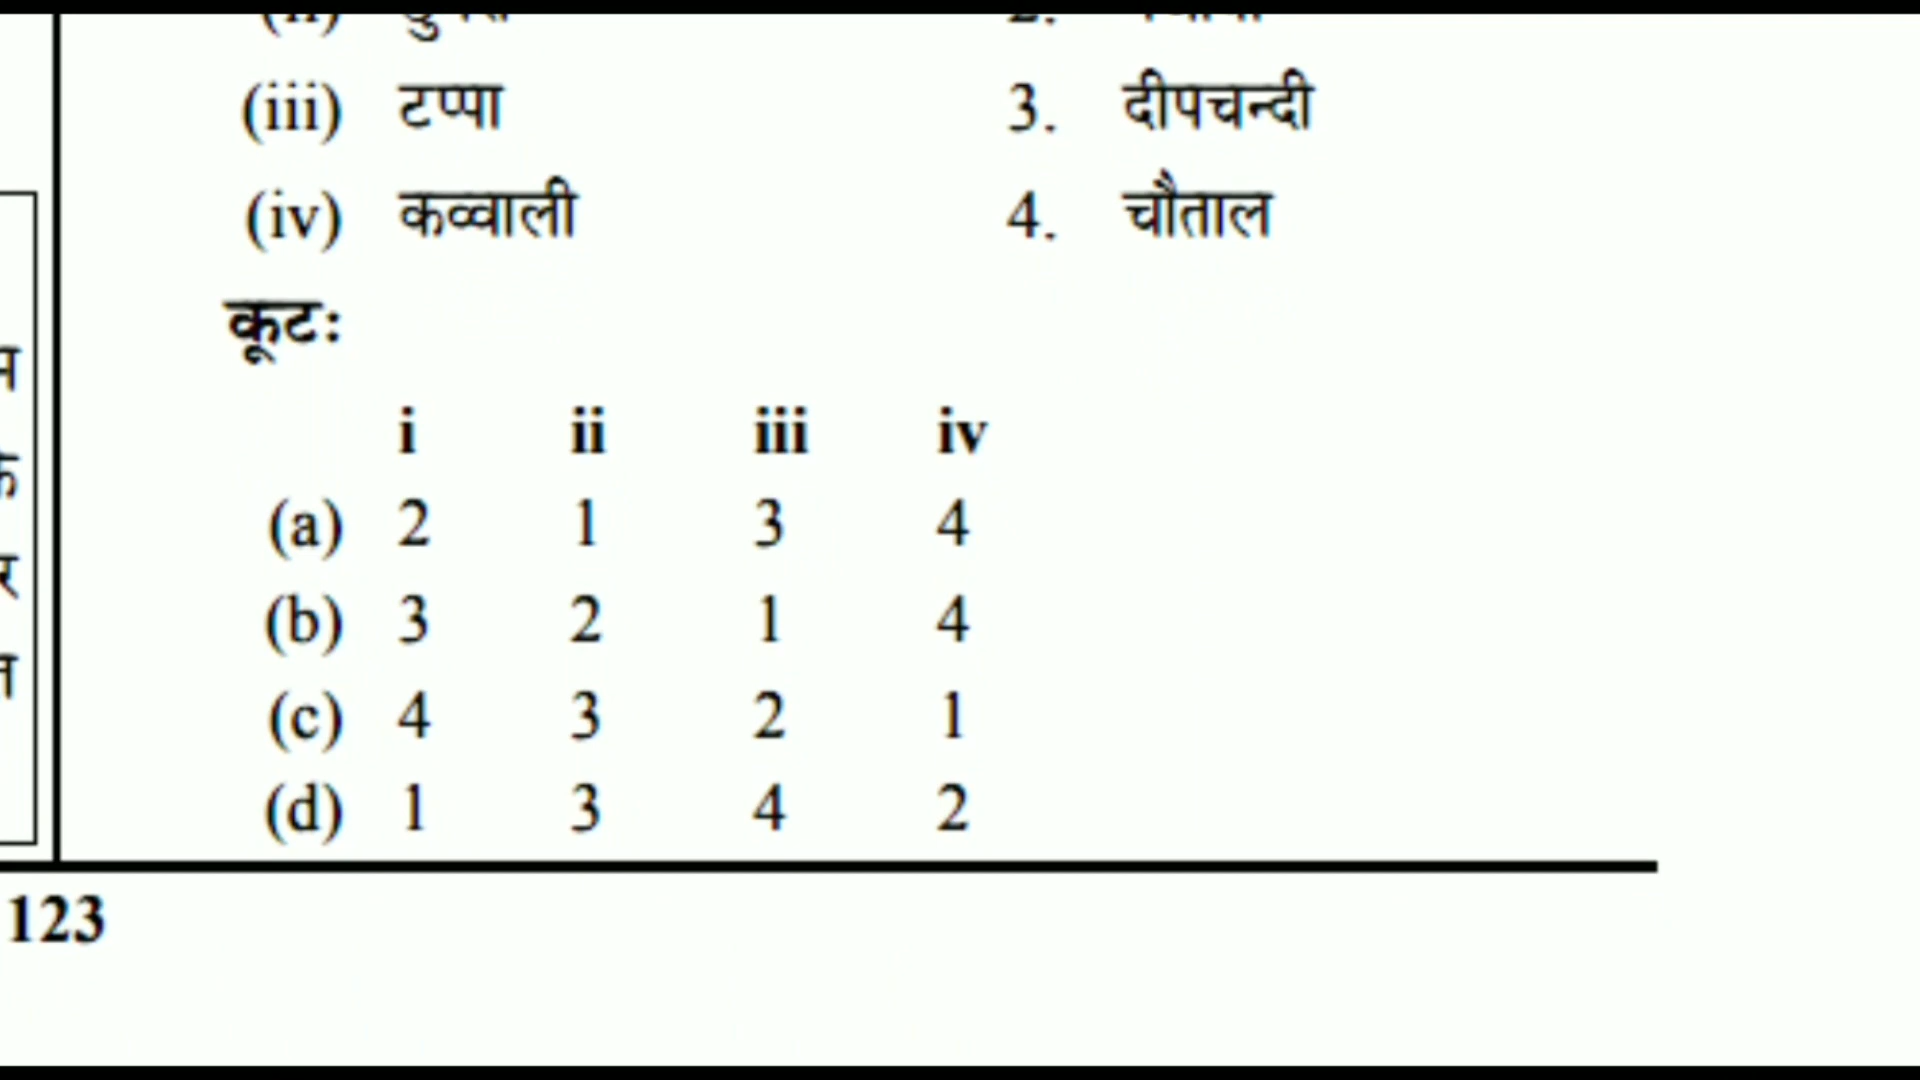 (iii) टप्पा 3. दीपचन्दी
(iv) कव्वाली 4. चौताल
कूटः
i ii iii iv
(a) 2 1 3 4
(b) 3 2 1 4
(c) 4 3 2 1
(d) 1 3 4 2
123